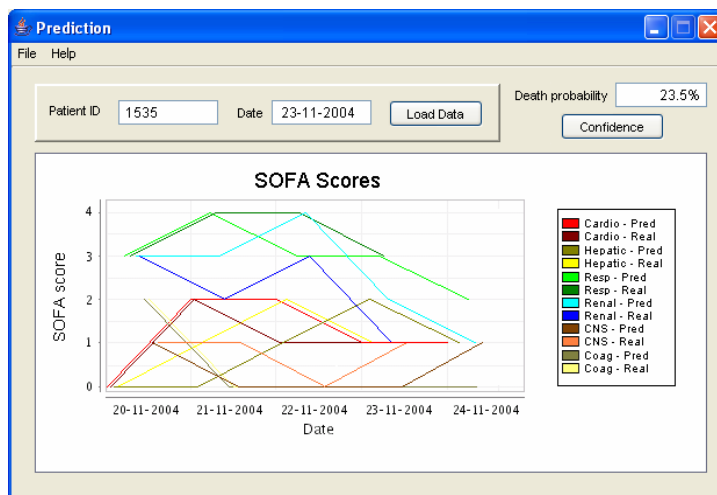 Prediction
File Help
Patient ID 1535 Date 23-11-2004 Load Data
Death probability 23.5%
Confidence
SOFA Scores
SOFA score
4
3
2
1
0
20-11-2004 21-11-2004 22-11-2004 23-11-2004 24-11-2004
Date
Cardio - Pred
Cardio - Real
Hepatic - Pred
Hepatic - Real
Resp - Pred
Resp - Real
Renal - Pred
Renal - Real
CNS - Pred
CNS - Real
Coag - Pred
Coag - Real